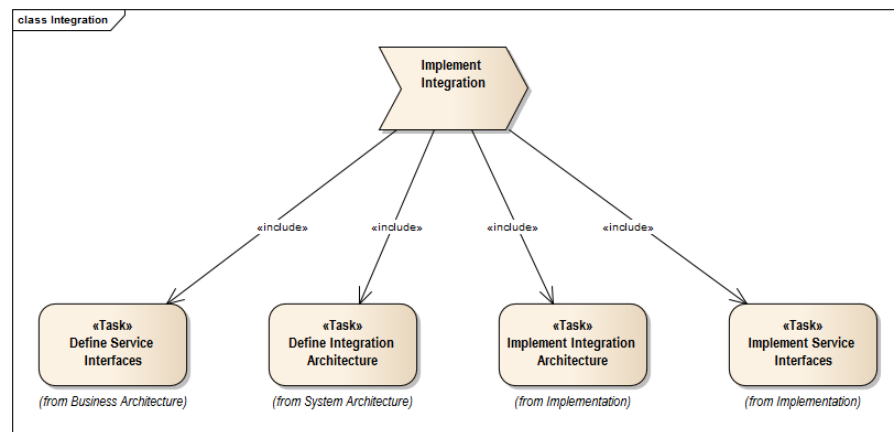 class Integration
Implement
Integration
«include»
«include»
«include»
«include»
«Task»
Define Service
Interfaces
(from Business Architecture)
«Task»
Define Integration
Architecture
(from System Architecture)
«Task»
Implement Integration
Architecture
(from Implementation)
«Task»
Implement Service
Interfaces
(from Implementation)